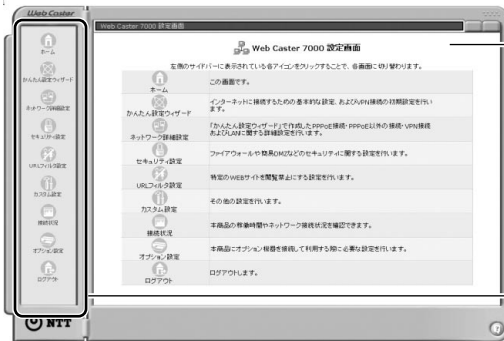 Web Caster
Web Caster 7000 設定画面
Web Caster 7000 設定画面
左側のサイドバーに表示されている各アイコンをクリックすることで、各画面に切り替わります。
ホーム
この画面です。
かんたん設定ウィザード
インターネットに接続するための基本的な設定、およびVPN接続の初期設定を行い
ます。
ネットワーク詳細設定
「かんたん設定ウィザード」で作成したPPPoE接続・PPPoE以外の接続・VPN接続
およびLANに関する詳細設定を行います。
セキュリティ設定
ファイアウォールや簡易DMZなどのセキュリティに関する設定を行います。
URLフィルタ設定
特定のWEBサイトを閲覧禁止にする設定を行います。
カスタム設定
その他の設定を行います。
接続状況
本商品の稼働時間やネットワーク接続状況を確認できます。
オプション設定
本商品にオプション機器を接続して利用する際に必要な設定を行います。
ログアウト
ログアウトします。
ホーム
かんたん設定ウィザード
ネットワーク詳細設定
セキュリティ設定
URLフィルタ設定
カスタム設定
接続状況
オプション設定
ログアウト
NTT
?